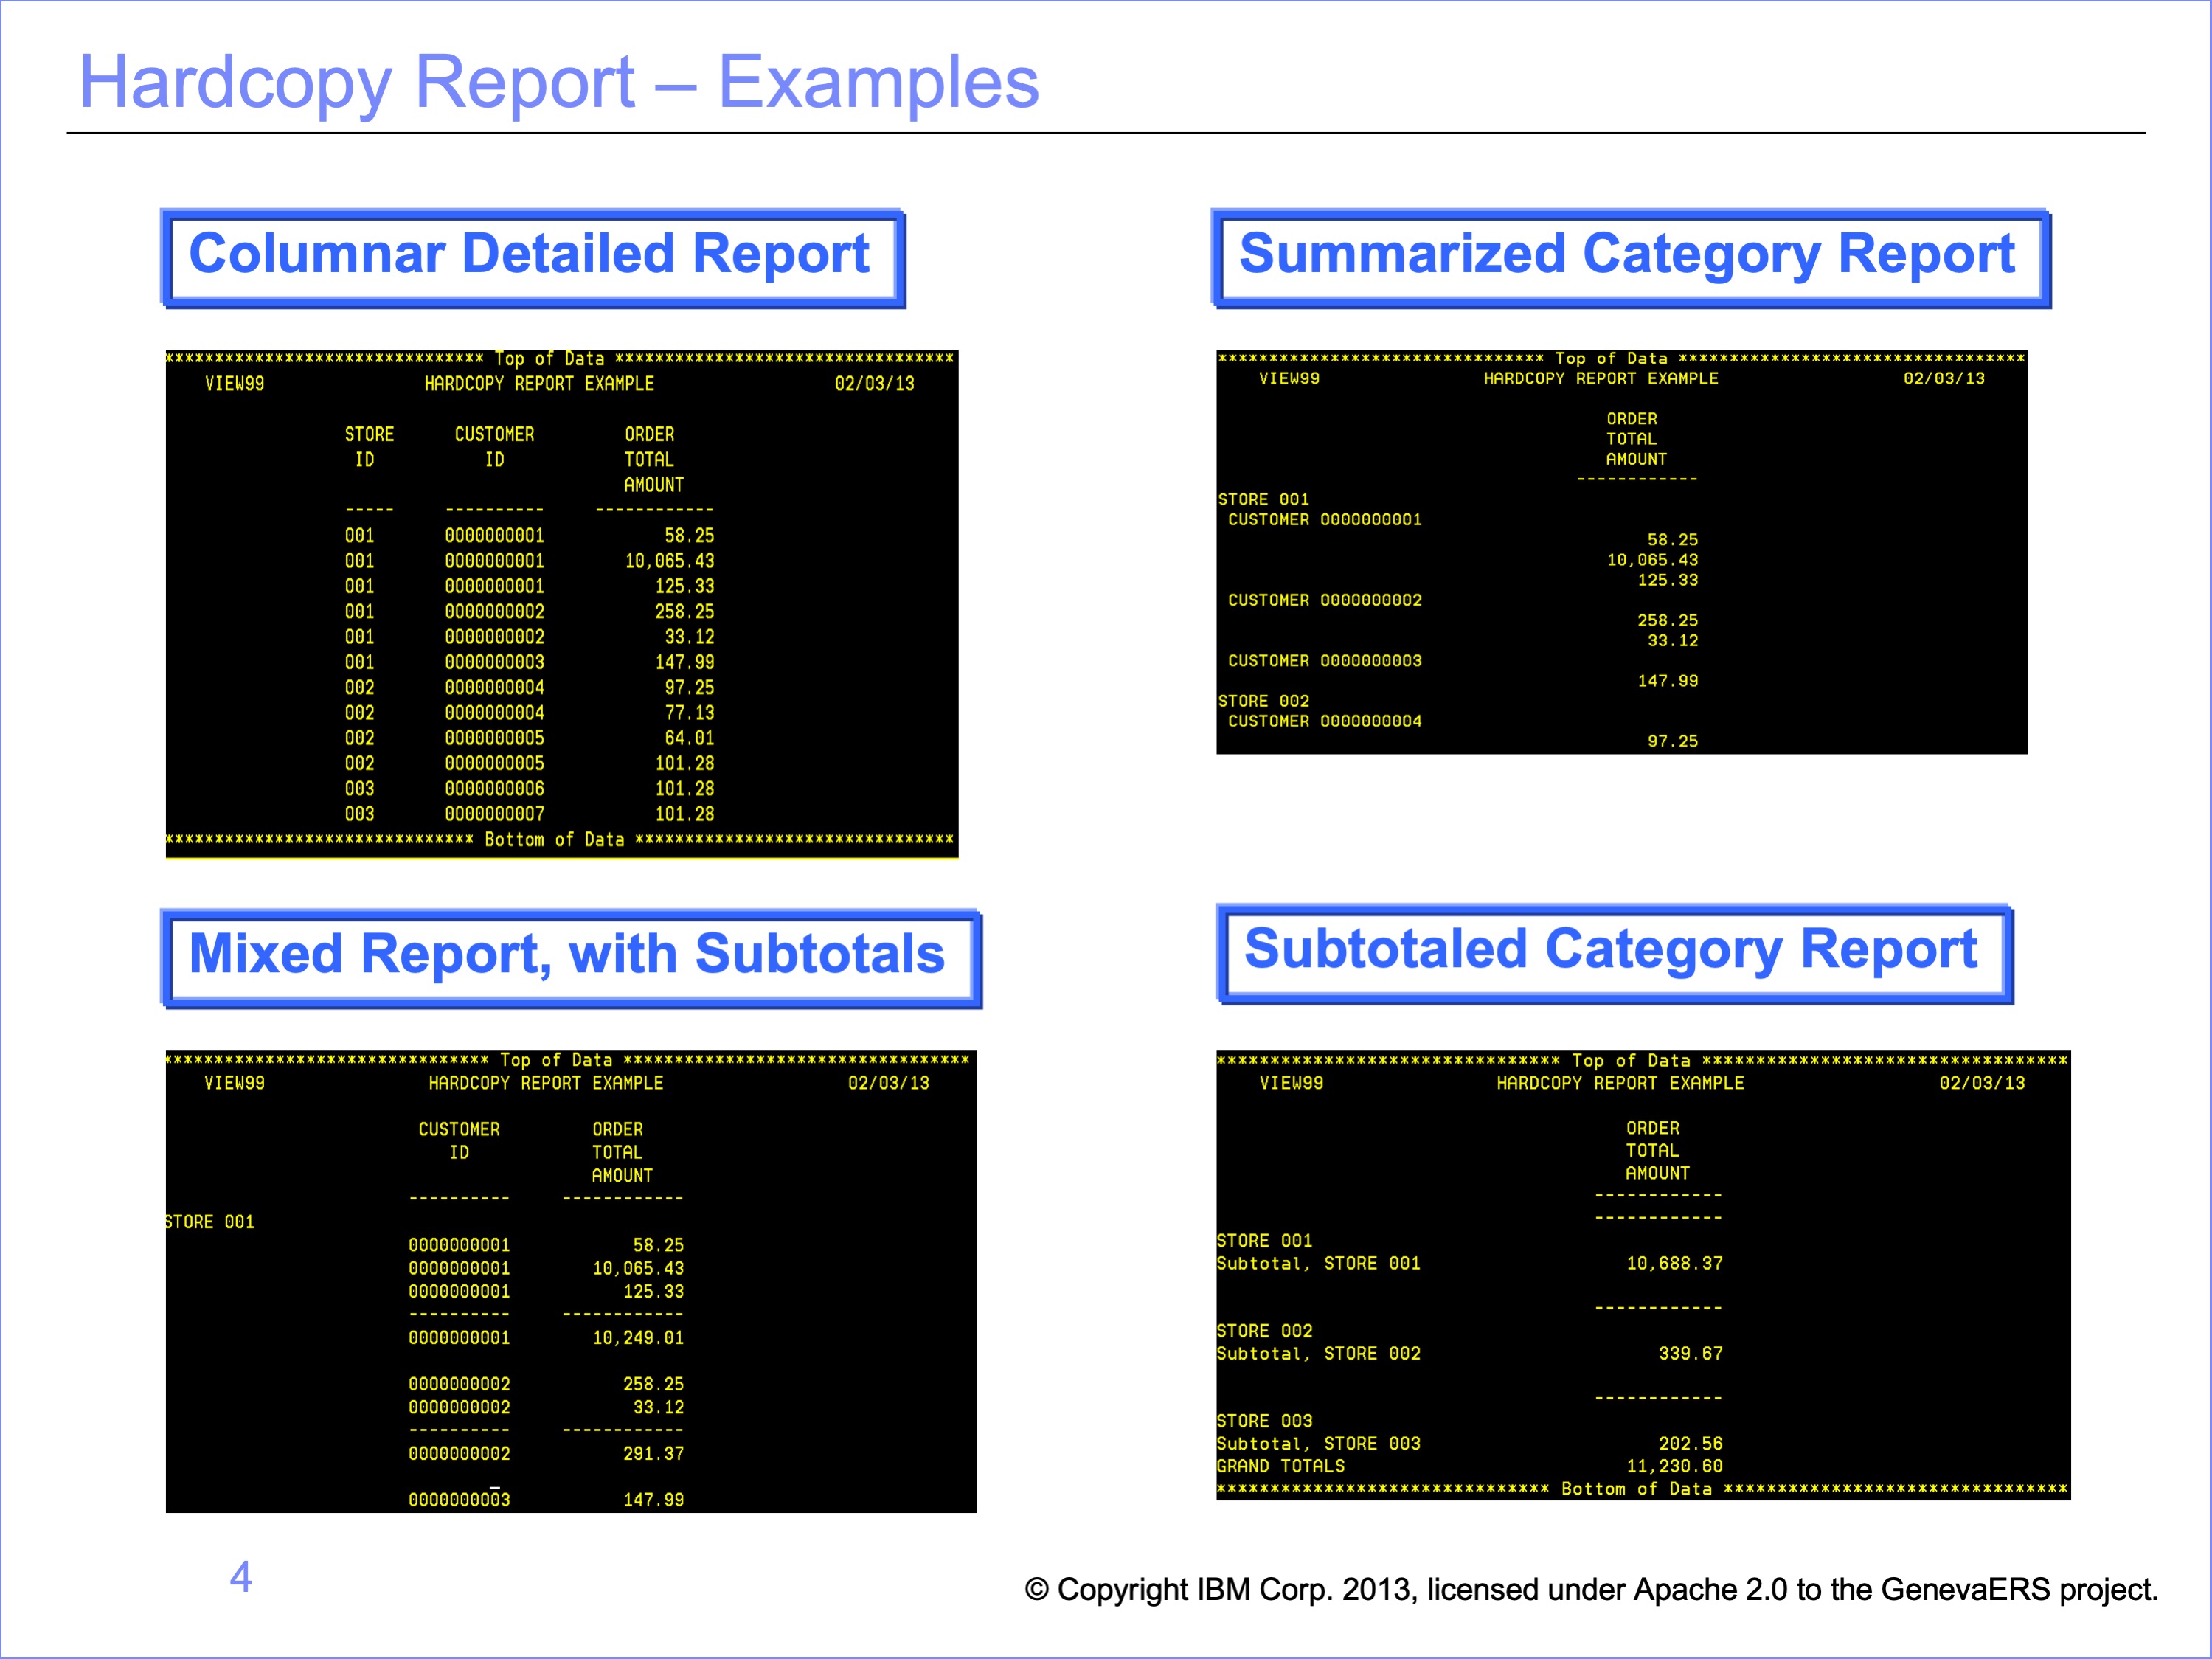 Hardcopy Report – Examples
Columnar Detailed Report
******************************** Top of Data **********************************
VIEW99 HARDCOPY REPORT EXAMPLE 02/03/13
STORE CUSTOMER ORDER
ID ID TOTAL
AMOUNT
----- ---------- ------------
001 0000000001 58.25
001 0000000001 10,065.43
001 0000000001 125.33
001 0000000002 258.25
001 0000000002 33.12
001 0000000003 147.99
002 0000000004 97.25
002 0000000004 77.13
002 0000000005 64.01
002 0000000005 101.28
003 0000000006 101.28
003 0000000007 101.28
******************************* Bottom of Data ********************************
Summarized Category Report
******************************** Top of Data **********************************
VIEW99 HARDCOPY REPORT EXAMPLE 02/03/13
ORDER
TOTAL
AMOUNT
------------
STORE 001
CUSTOMER 0000000001
58.25
10,065.43
125.33
CUSTOMER 0000000002
258.25
33.12
CUSTOMER 0000000003
147.99
STORE 002
CUSTOMER 0000000004
97.25
Mixed Report, with Subtotals
******************************** Top of Data **********************************
VIEW99 HARDCOPY REPORT EXAMPLE 02/03/13
CUSTOMER ORDER
ID TOTAL
AMOUNT
---------- ------------
STORE 001
0000000001 58.25
0000000001 10,065.43
0000000001 125.33
---------- ------------
0000000001 10,249.01
0000000002 258.25
0000000002 33.12
---------- ------------
0000000002 291.37
0000000003 147.99
Subtotaled Category Report
******************************** Top of Data **********************************
VIEW99 HARDCOPY REPORT EXAMPLE 02/03/13
ORDER
TOTAL
AMOUNT
------------
------------
STORE 001
Subtotal, STORE 001 10,688.37
------------
STORE 002
Subtotal, STORE 002 339.67
------------
STORE 003
Subtotal, STORE 003 202.56
GRAND TOTALS 11,230.60
******************************* Bottom of Data ********************************
4
© Copyright IBM Corp. 2013, licensed under Apache 2.0 to the GenevaERS project.